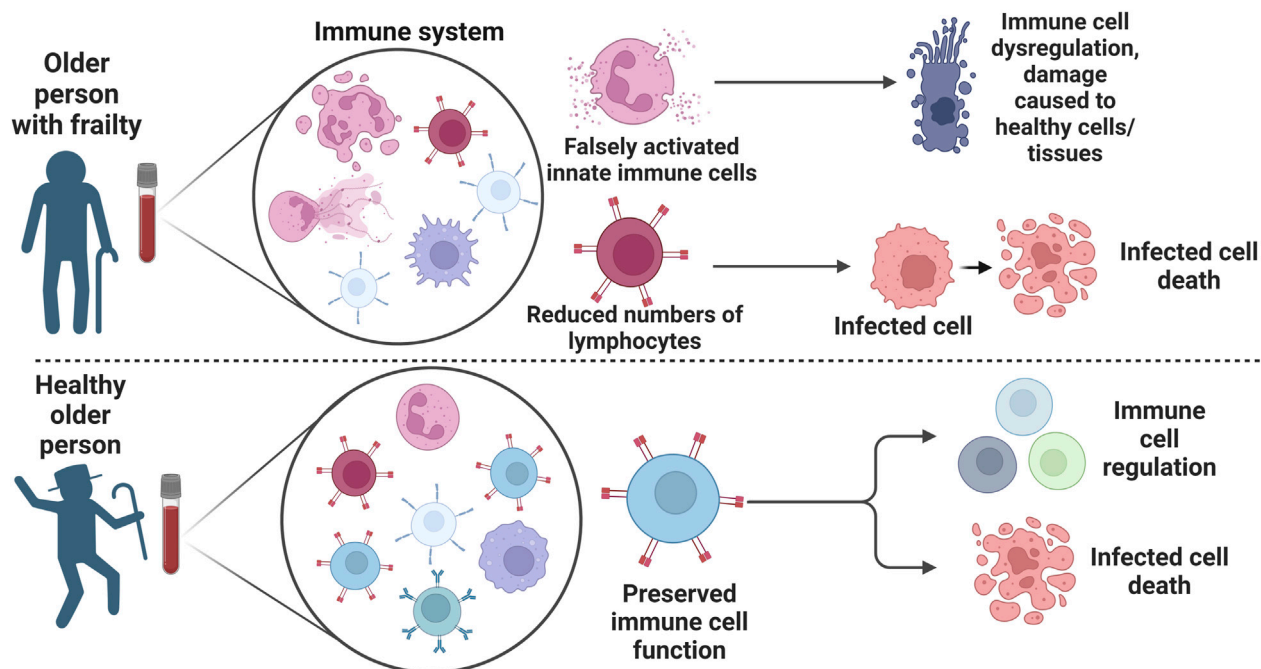 Older
person
with frailty
Immune system
Falsely activated
innate immune cells
Immune cell
dysregulation,
damage
caused to
healthy cells/
tissues
Reduced numbers of
lymphocytes
Infected cell
Infected cell
death
Healthy
older
person
Preserved
immune cell
function
Immune
cell
regulation
Infected cell
death